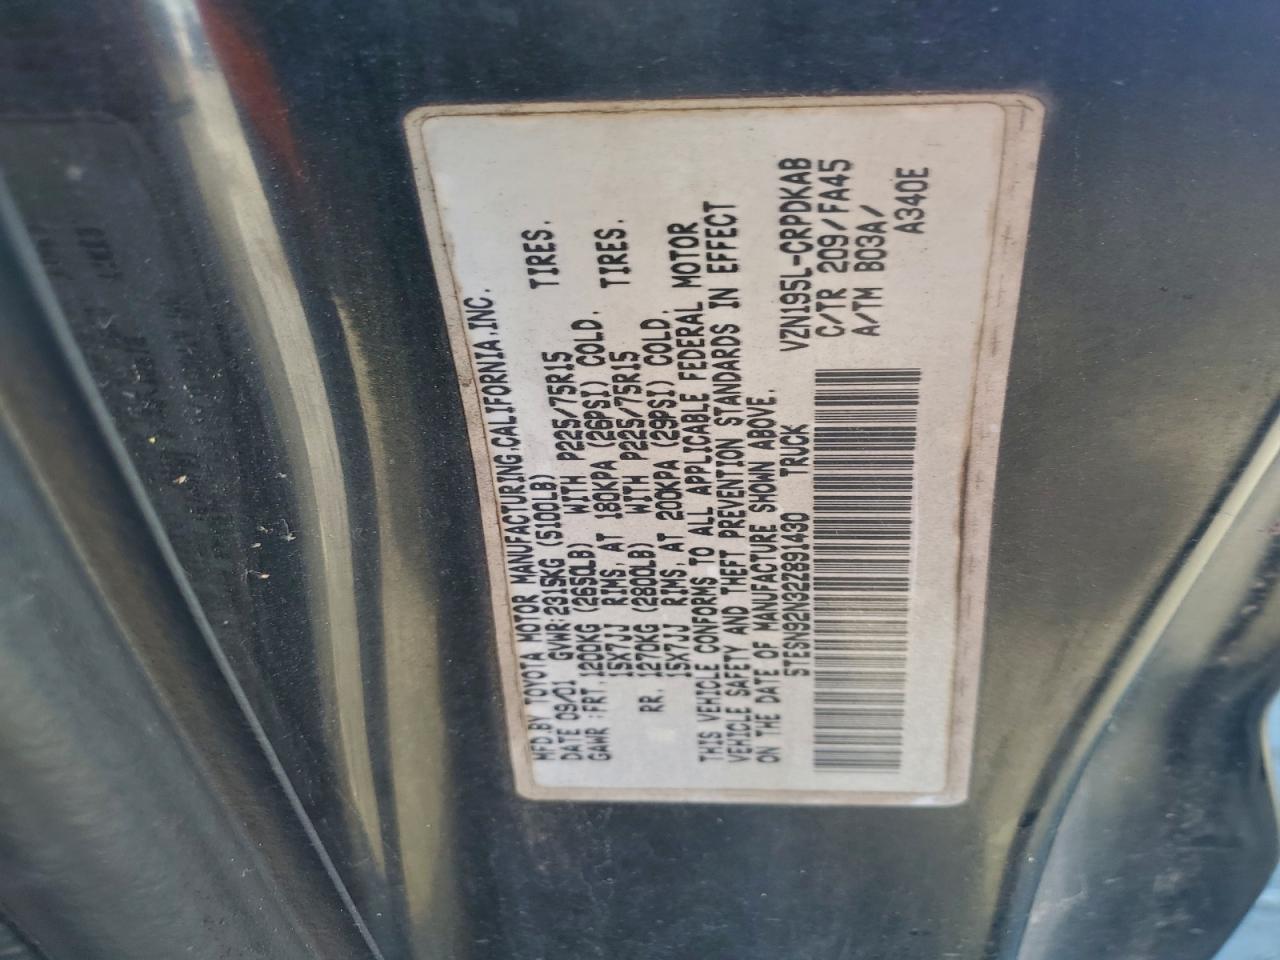 MFD.BY TOYOTA MOTOR MANUFACTURING,CALIFORNIA,INC.
DATE 09/01 GVWR:2315KG (5100LB)
GAWR :FRT.1200KG (2650LB) WITH P225/75R15 TIRES.
15X7JJ RIMS, AT 180KPA (26PSI) COLD.
RR. 1270KG (2800LB) WITH P225/75R15 TIRES.
15X7JJ RIMS, AT 200KPA (29PSI) COLD.
THIS VEHICLE CONFORMS TO ALL APPLICABLE FEDERAL MOTOR
VEHICLE SAFETY AND THEFT PREVENTION STANDARDS IN EFFECT
ON THE DATE OF MANUFACTURE SHOWN ABOVE.
5TESN92N32Z891430 TRUCK
VZN195L-CRPDKAB
C/TR 209/FA45
A/TM B03A/
A340E